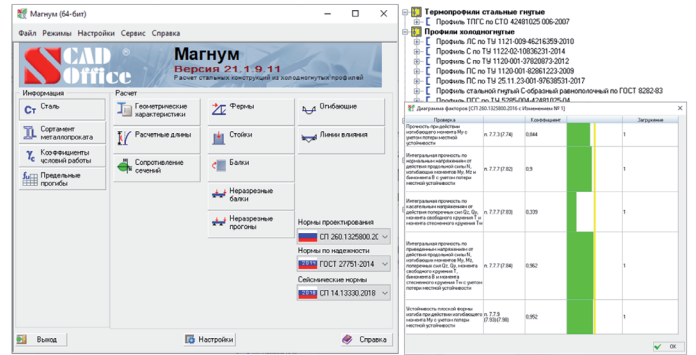 Магнум (64-бит)
Файл Режимы Настройки Сервис Справка
SCAD
Office
Магнум
Версия 21.1.9.11
Расчет стальных конструкций из холодногнутых профилей
Информация
Сталь
Сортамент
металлопроката
Коэффициенты
условий работы
Предельные
прогибы
Расчет
Геометрические
характеристики
Расчетные длины
Сопротивление
сечений
Фермы
Стойки
Балки
Неразрезные
балки
Неразрезные
прогоны
Огибающие
Линии влияния
Нормы проектирования
СП 260.1325800.2С
Нормы по надежности
ГОСТ 27751-2014
Сейсмические нормы
СП 14.13330.2018
Выход
Настройки
Справка
Термопрофили стальные гнутые
Профиль ТПГС по СТО 42481025 006-2007
Профили холодногнутые
Профиль ПС по ТУ 1121-009-46216359-2010
Профиль С по ТУ 1122-02-10836231-2014
Профиль С по ТУ 1120-001-37820873-2012
Профиль ПС по ТУ 1120-001-82861223-2009
Профиль ПС по ТУ 25.11.23-001-97638531-2017
Профиль стальной гнутый С-образный равнополочный по ГОСТ 8282-83
Профиль ПГС по ТУ 5285-004-42481025-04
Диаграмма факторов [СП 260.1325800.2016 с Изменением № 1]
Проверка Коэффициент Загружение
Прочность при действии
изгибающего момента My с
учетом потери местной
устойчивости
п. 7.7.3 (7.74) 0,844 1
Интегральная прочность по
нормальным напряжениям от
действия продольной силы N,
изгибающих моментов My, Mz и
бимомента B с учетом потери
местной устойчивости
п. 7.7.7 (7.82) 0,9 1
Интегральная прочность по
касательным напряжениям от
действия поперечных сил Qz, Qy,
момента свободного кручения T и
момента стесненного кручения Tw
п. 7.7.7 (7.83) 0,339 1
Интегральная прочность по
приведенным напряжениям от
действия продольной силы N,
изгибающих моментов My, Mz,
поперечных сил Qz, Qy, момента
свободного кручения T,
бимомента B и момента
стесненного кручения Tw с учетом
потери местной устойчивости
п. 7.7.7 (7.84) 0,962 1
Устойчивость плоской формы
изгиба при действии изгибающего
момента My с учетом потери
местной устойчивости
п. 7.7.9
(7.93)(7.98)
0,952 1
OK